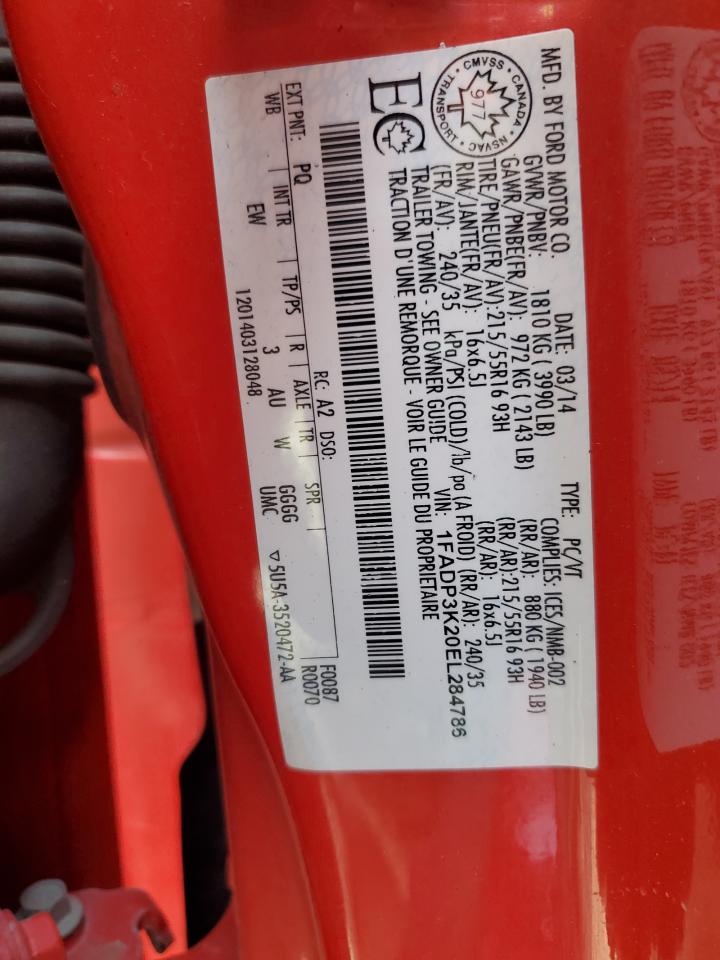 MFD. BY FORD MOTOR CO.
DATE: 03/14
TYPE: PC/VT
GVWR/PNBV: 1810 KG ( 3990 LB)
COMPLIES: ICES/NMB-002
GAWR/PNBE(FR/AV): 972 KG ( 2143 LB)
(RR/AR): 880 KG ( 1940 LB)
TIRE/PNEU(FR/AV):215/55R16 93H
(RR/AR):215/55R16 93H
RIM/JANTE(FR/AV): 16x6.5J
(RR/AR): 16x6.5J
(FR/AV): 240/35 kPa/PSI (COLD)/lb/po (A FROID) (RR/AR): 240/35
TRAILER TOWING - SEE OWNER GUIDE
VIN: 1FADP3K20EL284786
TRACTION D'UNE REMORQUE - VOIR LE GUIDE DU PROPRIETAIRE
CMVSS • CANADA • NSVAC • TRANSPORT •
977
EC
F0087
R0070
RC: A2 DSO:
EXT PNT: PQ
WB | INT TR | TP/PS | R | AXLE | TR | SPR |
EW 3 AU W GGGG
UMC
1201403128048
▽5U5A-3520472-AA